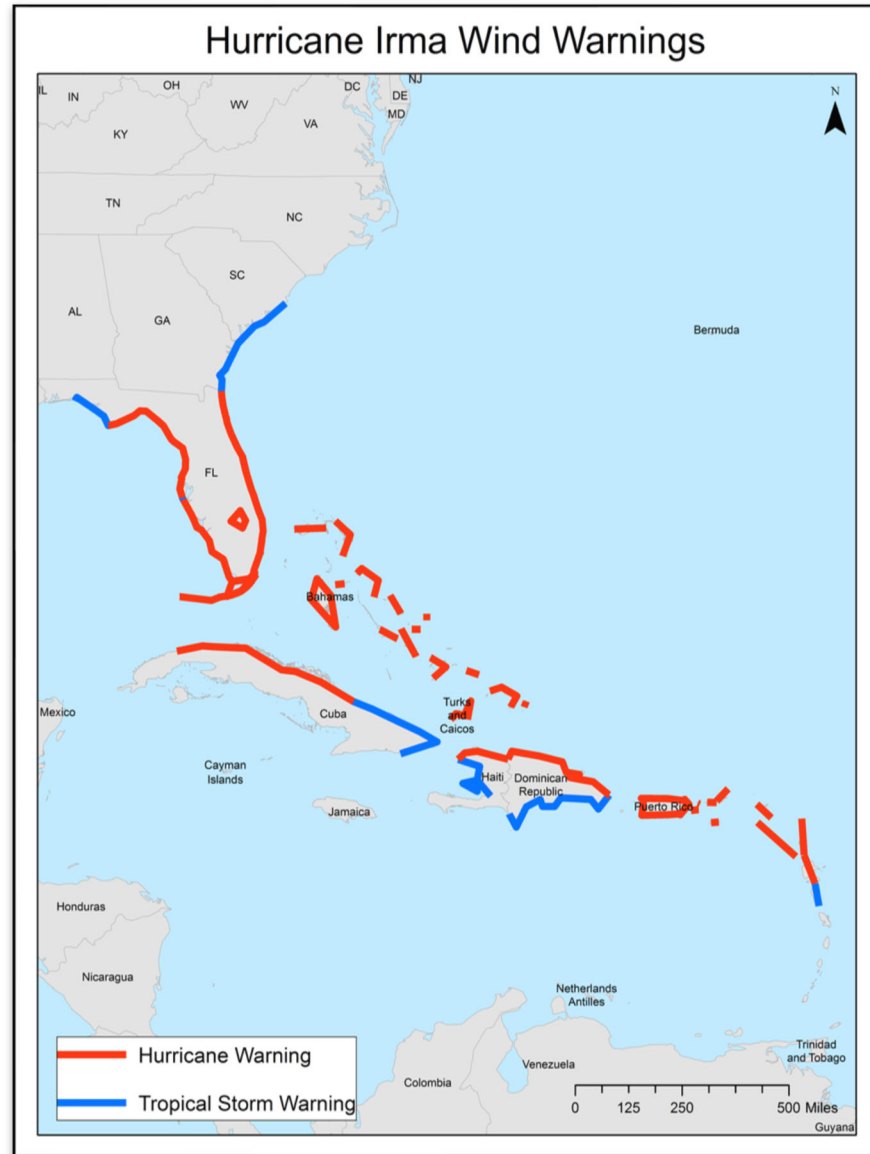 Hurricane Irma Wind Warnings
IL
IN
OH
WV
DC
NJ
DE
MD
KY
VA
N
TN
NC
SC
AL
GA
Bermuda
FL
Bahamas
Mexico
Cuba
Turks
and
Caicos
Cayman
Islands
Haiti
Dominican
Republic
Jamaica
Puerto Rico
Honduras
Nicaragua
Netherlands
Antilles
Trinidad
and Tobago
Venezuela
Colombia
Guyana
Hurricane Warning
Tropical Storm Warning
0 125 250 500 Miles